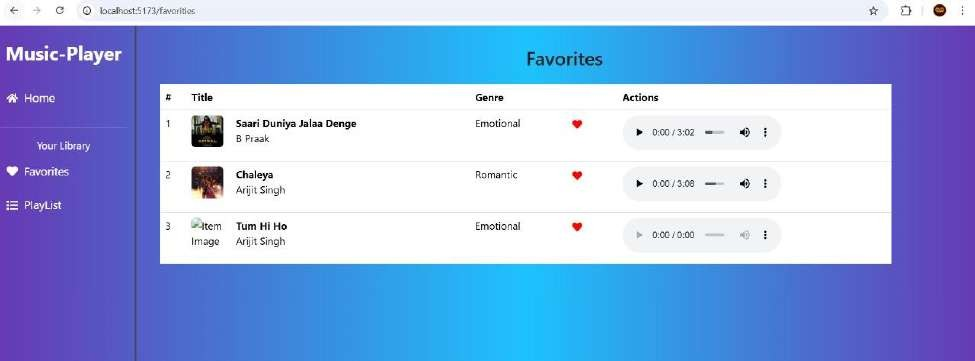 localhost:5173/favorites
Music-Player
Home
Your Library
Favorites
PlayList
Favorites
# Title Genre Actions
1 Saari Duniya Jalaa Denge Emotional 0:00 / 3:02
B Praak
2 Chaleya Romantic 0:00 / 3:08
Arijit Singh
3 Item Tum Hi Ho Emotional 0:00 / 0:00
Image Arijit Singh